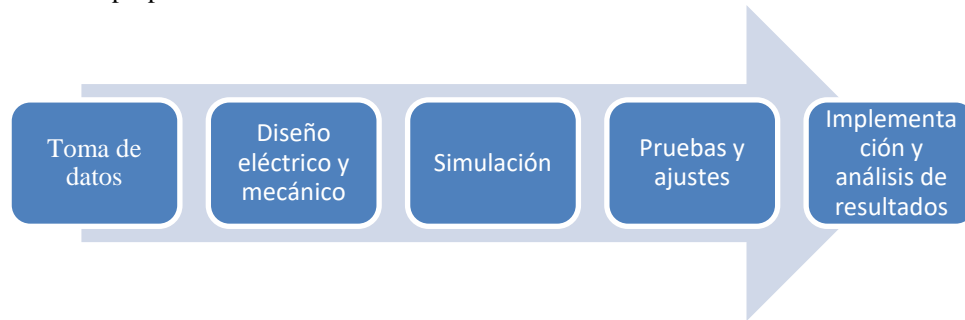 Toma de
datos
Diseño
eléctrico y
mecánico
Simulación
Pruebas y
ajustes
Implementa
ción y
análisis de
resultados